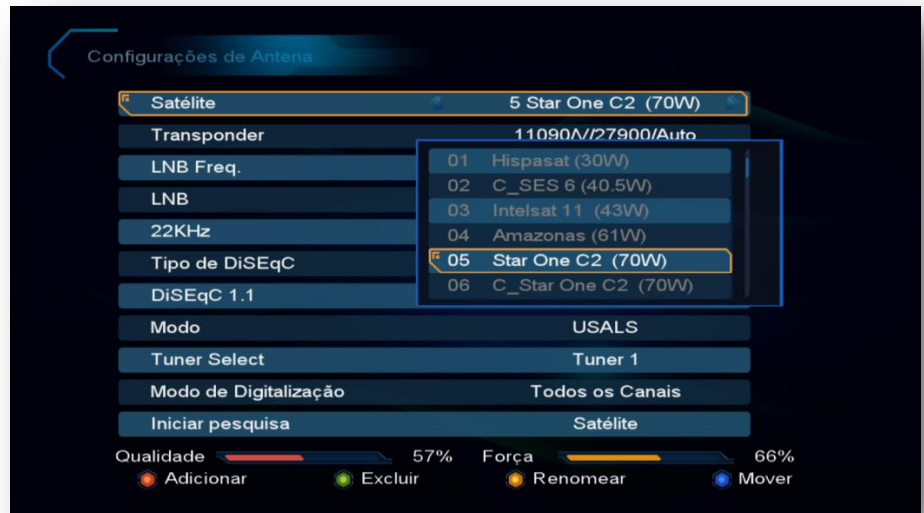 Configurações de Antena
Satélite 5 Star One C2 (70W)
Transponder 11090/V/27900/Auto
LNB Freq.
LNB
22KHz
Tipo de DiSEqC
DiSEqC 1.1
01 Hispasat (30W)
02 C_SES 6 (40.5W)
03 Intelsat 11 (43W)
04 Amazonas (61W)
05 Star One C2 (70W)
06 C_Star One C2 (70W)
Modo USALS
Tuner Select Tuner 1
Modo de Digitalização Todos os Canais
Iniciar pesquisa Satélite
Qualidade 57% Força 66%
Adicionar Excluir Renomear Mover